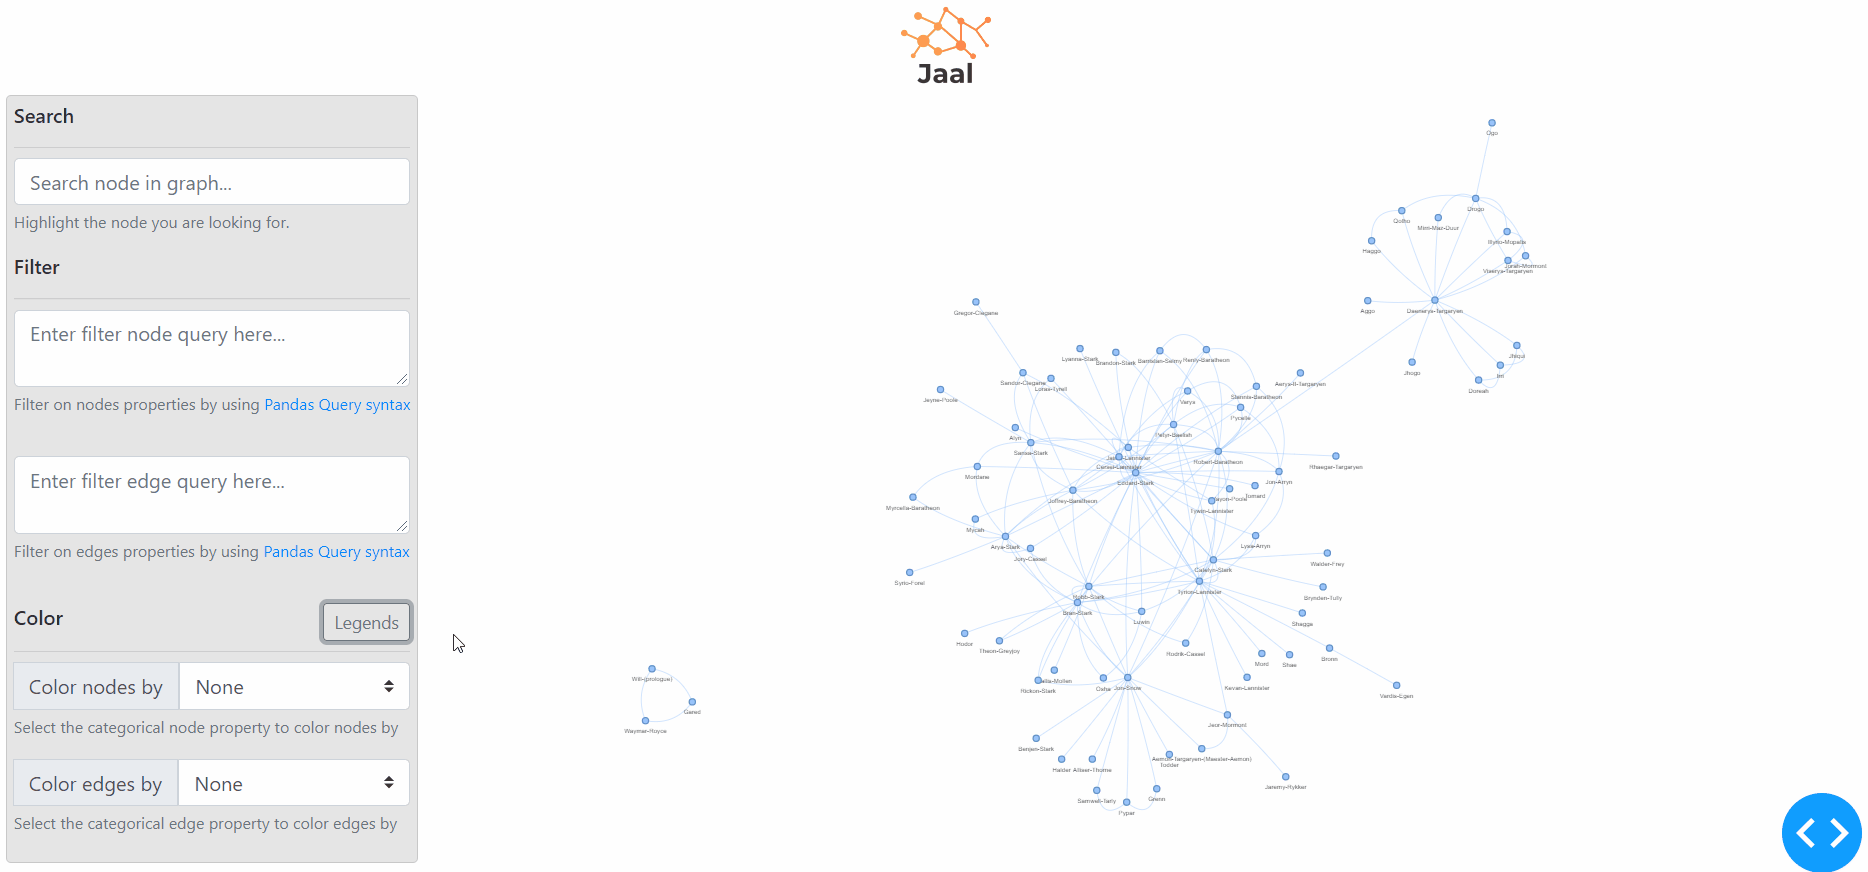 Jaal
Search
Search node in graph...
Highlight the node you are looking for.
Filter
Enter filter node query here...
Filter on nodes properties by using Pandas Query syntax
Enter filter edge query here...
Filter on edges properties by using Pandas Query syntax
Color
Legends
Color nodes by
None
Select the categorical node property to color nodes by
Color edges by
None
Select the categorical edge property to color edges by
Ogo
Drogo
Qotho
Mirri-Maz-Duur
Illyrio-Mopatis
Haggo
Jorah-Mormont
Viserys-Targaryen
Aggo
Daenerys-Targaryen
Gregor-Clegane
Jhiqui
Lyanna-Stark
Brandon-Stark
Barristan-Selmy
Renly-Baratheon
Jhogo
Irri
Sandor-Clegane
Loras-Tyrell
Aerys-II-Targaryen
Doreah
Jeyne-Poole
Varys
Stannis-Baratheon
Pycelle
Alyn
Petyr-Baelish
Sansa-Stark
Jaime-Lannister
Robert-Baratheon
Cersei-Lannister
Rhaegar-Targaryen
Mordane
Eddard-Stark
Jon-Arryn
Joffrey-Baratheon
Vayon-Poole
Tomard
Myrcella-Baratheon
Tywin-Lannister
Mycah
Arya-Stark
Lysa-Arryn
Jory-Cassel
Walder-Frey
Catelyn-Stark
Syrio-Forel
Tyrion-Lannister
Robb-Stark
Brynden-Tully
Bran-Stark
Luwin
Shagga
Hodor
Theon-Greyjoy
Rodrik-Cassel
Mord
Shae
Bronn
Will-(prologue)
Hallis-Mollen
Rickon-Stark
Osha
Jon-Snow
Kevan-Lannister
Vardis-Egen
Gared
Waymar-Royce
Jeor-Mormont
Benjen-Stark
Aemon-Targaryen-(Maester-Aemon)
Todder
Halder
Alliser-Thorne
Jaremy-Rykker
Samwell-Tarly
Grenn
Pypar